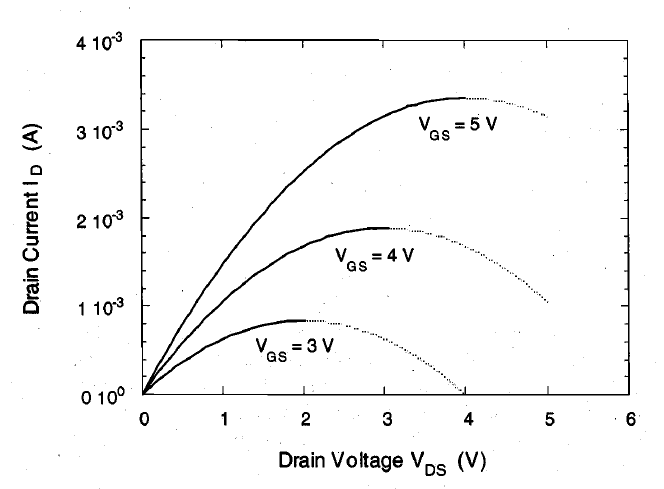 4 10⁻³
3 10⁻³
2 10⁻³
1 10⁻³
0 10⁰
Drain Current I_D (A)
V_GS = 5 V
V_GS = 4 V
V_GS = 3 V
0 1 2 3 4 5 6
Drain Voltage V_DS (V)